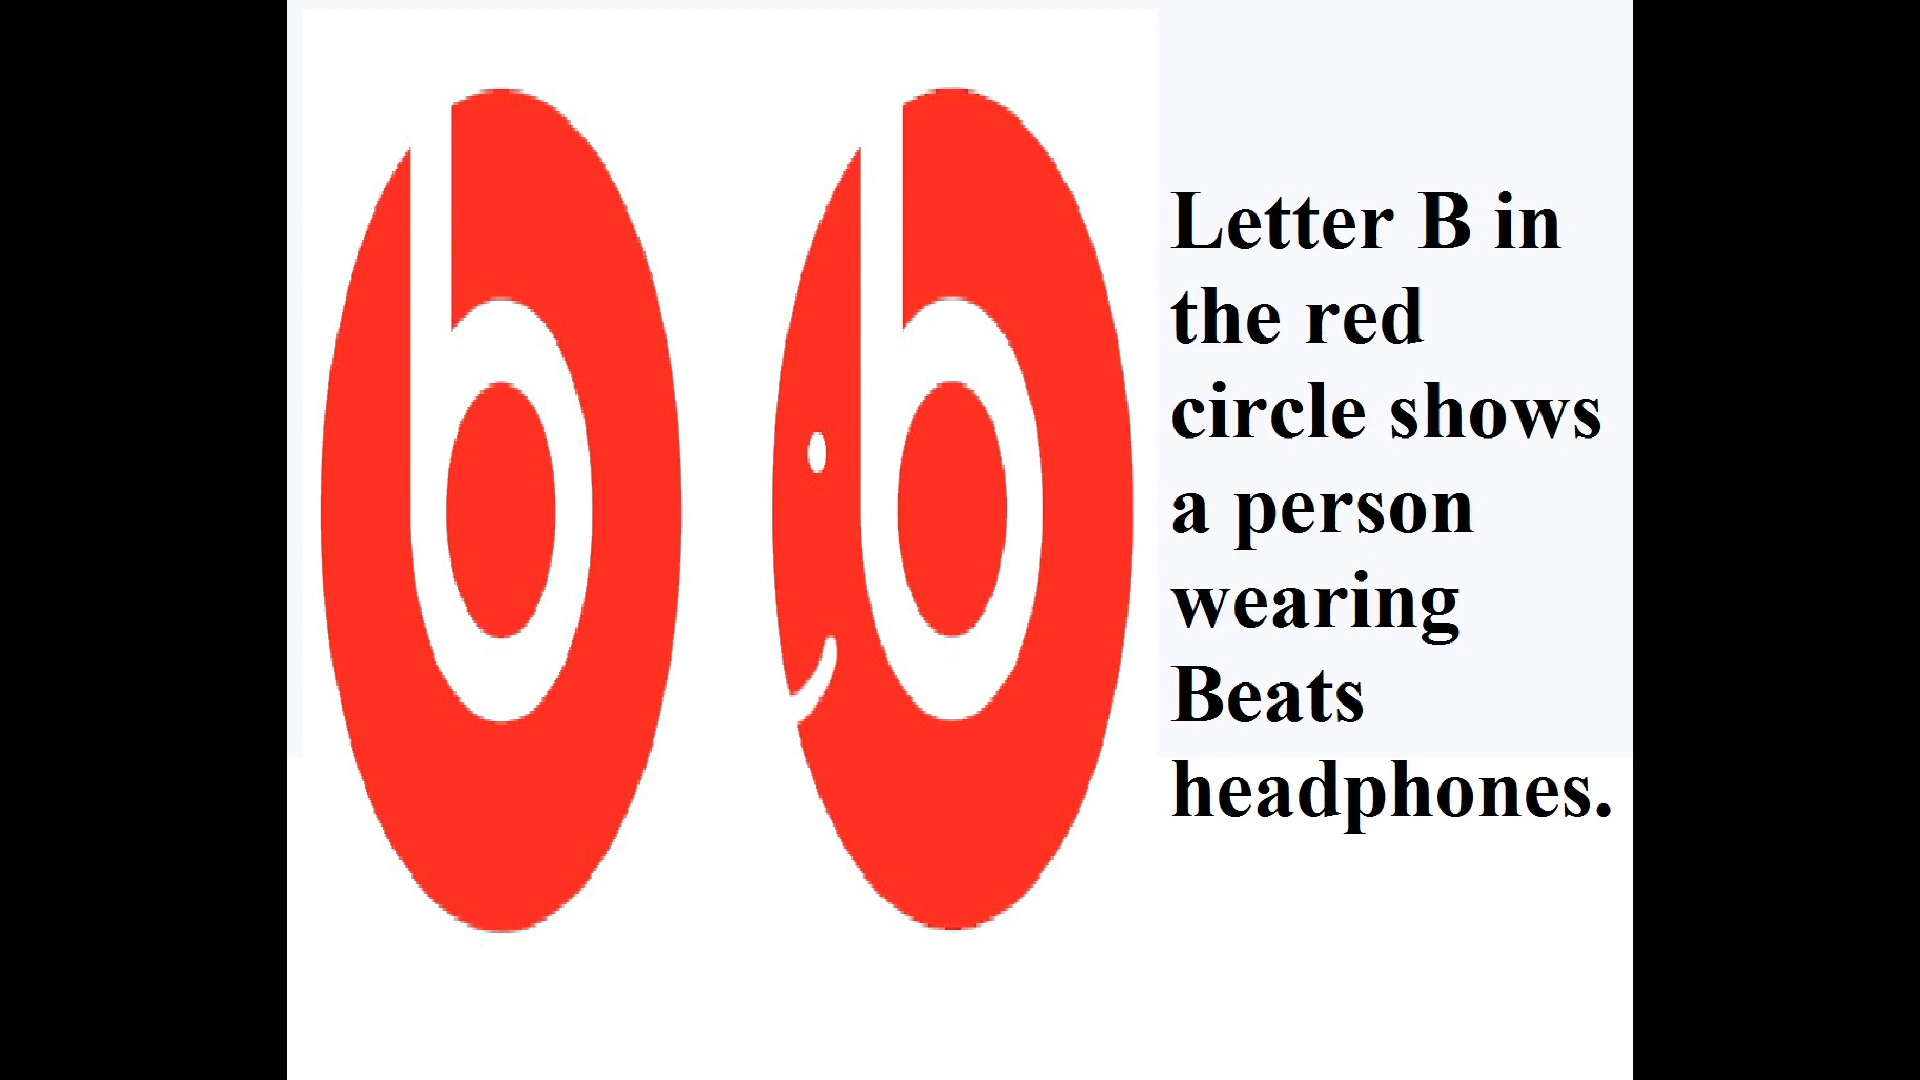 b b
Letter B in
the red
circle shows
a person
wearing
Beats
headphones.